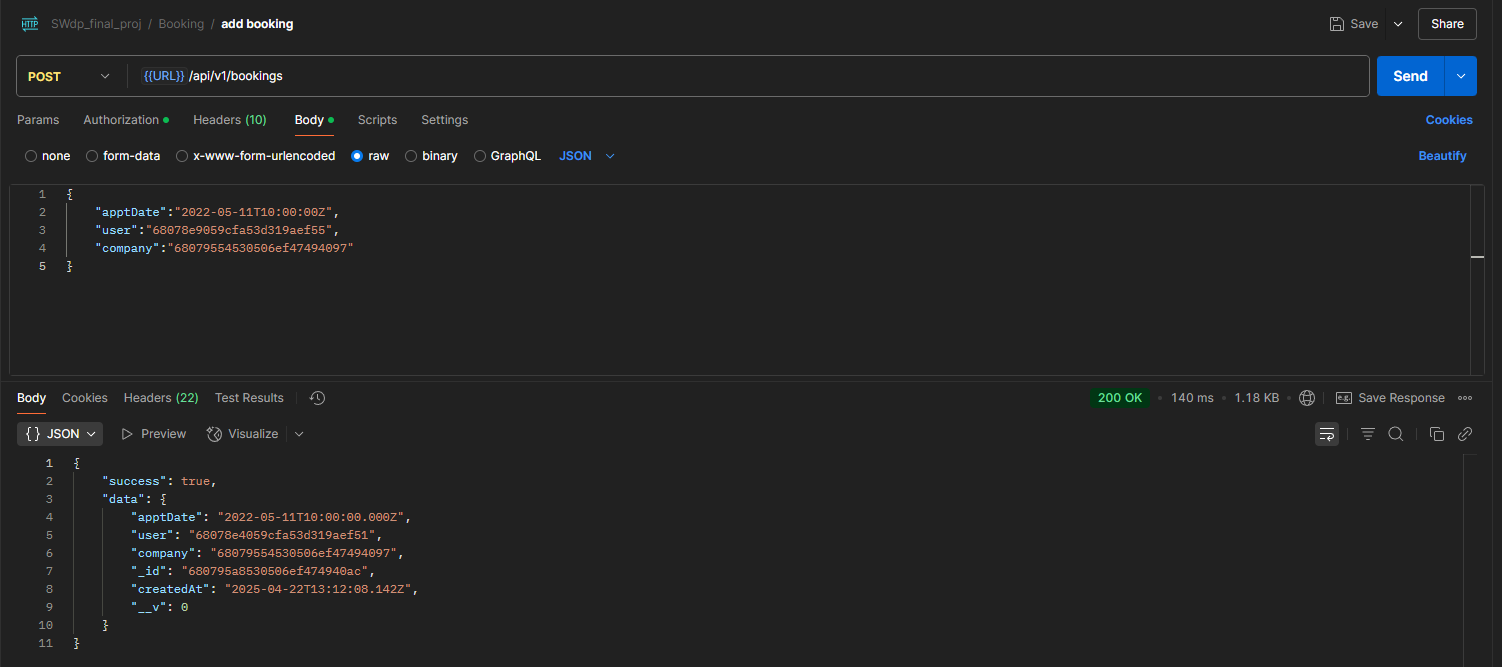 HTTP SWdp_final_proj / Booking / add booking Save Share
POST {{URL}} /api/v1/bookings Send
Params Authorization Headers (10) Body Scripts Settings Cookies
none form-data x-www-form-urlencoded raw binary GraphQL JSON Beautify
1 {
2 "apptDate":"2022-05-11T10:00:00Z",
3 "user":"68078e9059cfa53d319aef55",
4 "company":"68079554530506ef47494097"
5 }
Body Cookies Headers (22) Test Results 200 OK • 140 ms • 1.18 KB • e.g. Save Response
{} JSON Preview Visualize
1 {
2 "success": true,
3 "data": {
4 "apptDate": "2022-05-11T10:00:00.000Z",
5 "user": "68078e4059cfa53d319aef51",
6 "company": "68079554530506ef47494097",
7 "_id": "680795a8530506ef474940ac",
8 "createdAt": "2025-04-22T13:12:08.142Z",
9 "__v": 0
10 }
11 }